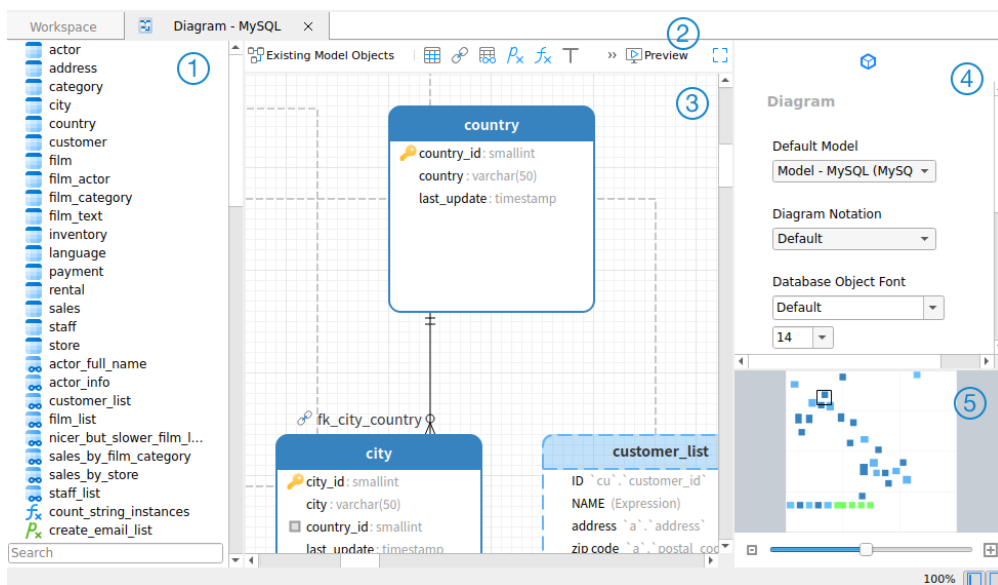 Workspace
Diagram - MySQL
actor
address
category
city
country
customer
film
film_actor
film_category
film_text
inventory
language
payment
rental
sales
staff
store
actor_full_name
actor_info
customer_list
film_list
nicer_but_slower_film_l...
sales_by_film_category
sales_by_store
staff_list
count_string_instances
create_email_list
Search
1
Existing Model Objects
Preview
2
3
country
country_id: smallint
country: varchar(50)
last_update: timestamp
fk_city_country
city
city_id: smallint
city: varchar(50)
country_id: smallint
last_update: timestamp
customer_list
ID `cu`.`customer_id`
NAME (Expression)
address `a`.`address`
zip code `a`.`postal_code
4
Diagram
Default Model
Model - MySQL (MySQ
Diagram Notation
Default
Database Object Font
Default
14
5
100%